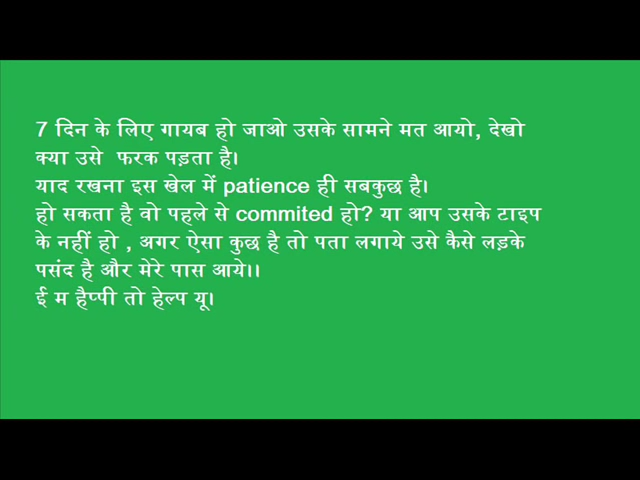 7 दिन के लिए गायब हो जाओ उसके सामने मत आयो, देखो
क्या उसे फरक पड़ता है।
याद रखना इस खेल में patience ही सबकुछ है।
हो सकता है वो पहले से commited हो? या आप उसके टाइप
के नहीं हो , अगर ऐसा कुछ है तो पता लगाये उसे कैसे लड़के
पसंद है और मेरे पास आये।।
ई म हैप्पी तो हेल्प यू।